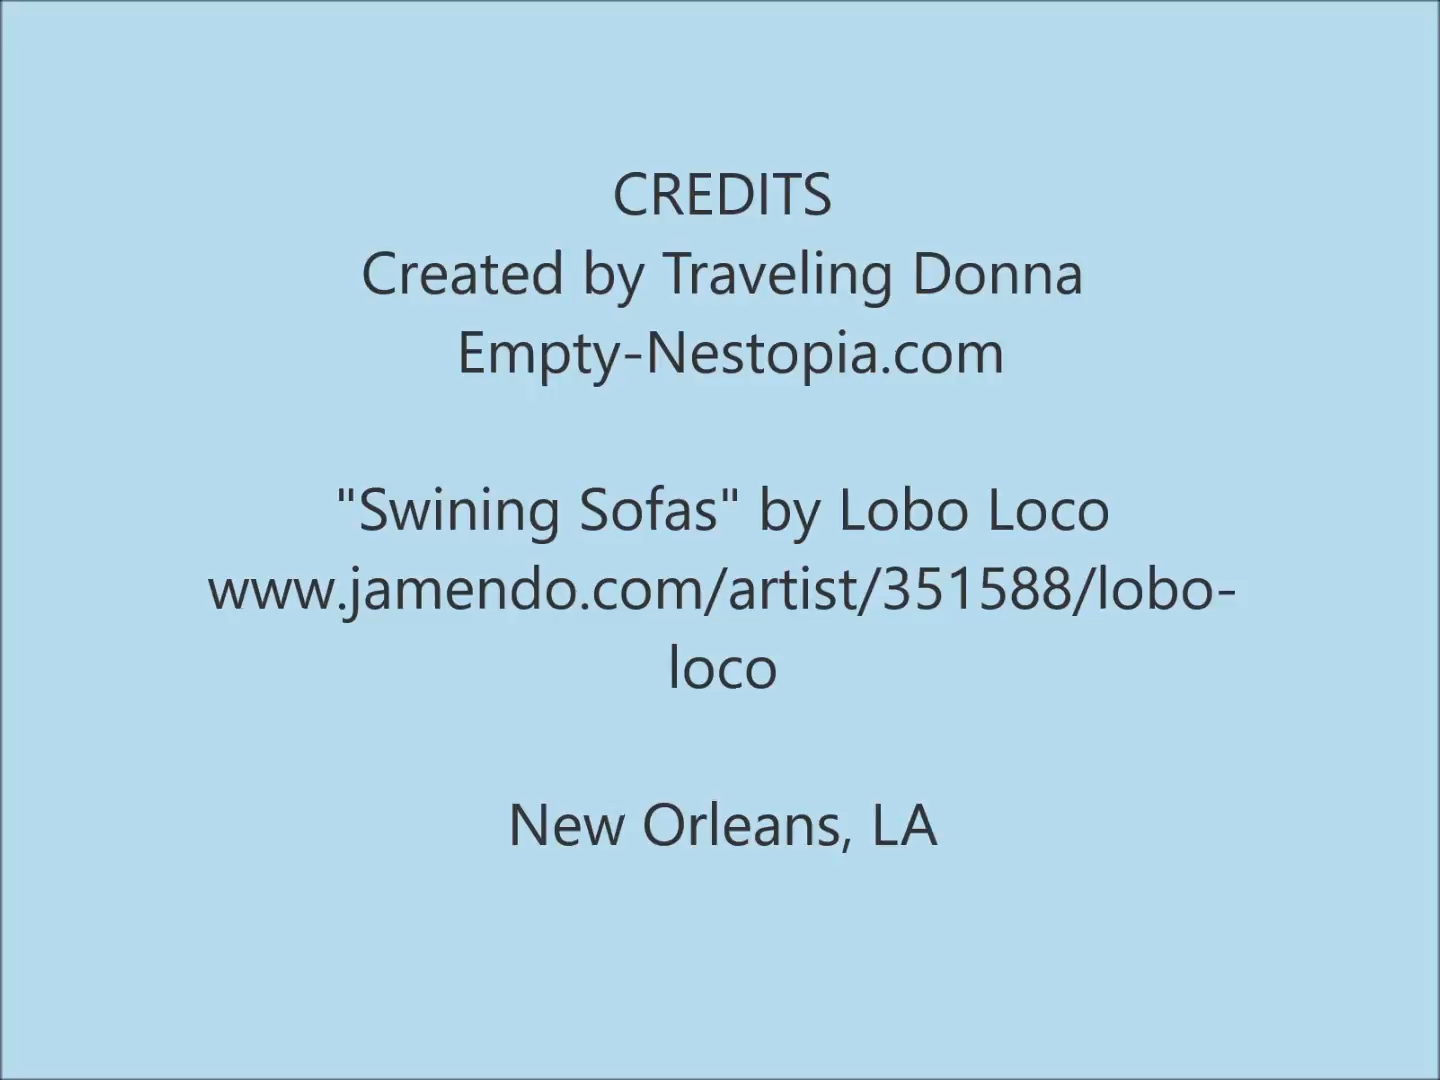 CREDITS
Created by Traveling Donna
Empty-Nestopia.com
"Swining Sofas" by Lobo Loco
www.jamendo.com/artist/351588/lobo-
loco
New Orleans, LA